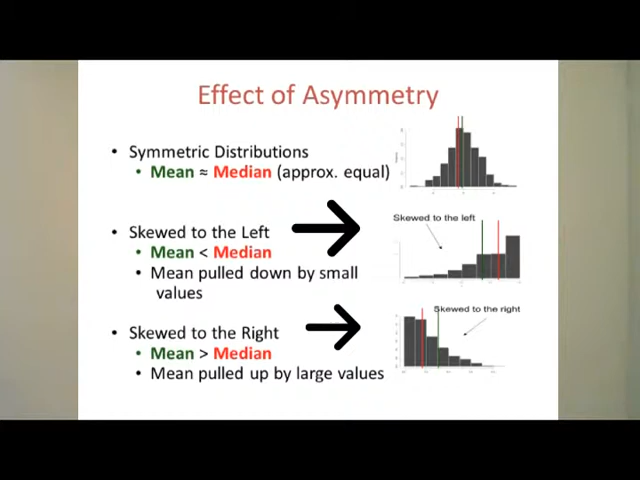 Effect of Asymmetry
• Symmetric Distributions
• Mean ≈ Median (approx. equal)
• Skewed to the Left
• Mean < Median
• Mean pulled down by small
values
• Skewed to the Right
• Mean > Median
• Mean pulled up by large values
Skewed to the left
Skewed to the right